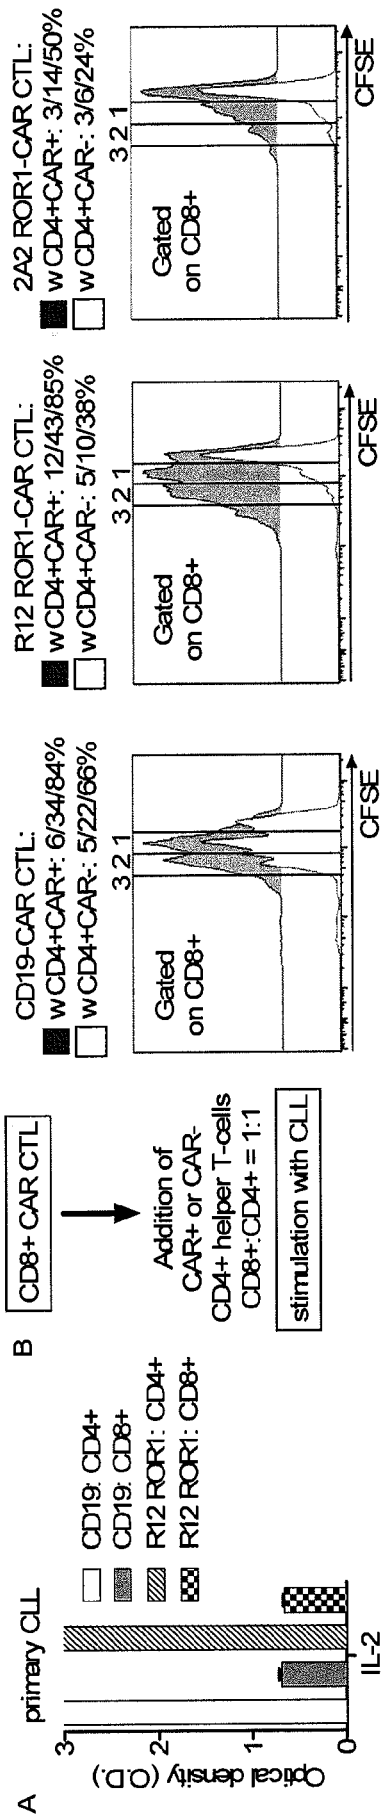 A
primary CLL
Optical density (O.D.)
3
2
1
0
IL-2
CD19: CD4+
CD19: CD8+
R12 ROR1: CD4+
R12 ROR1: CD8+
B
CD8+ CAR CTL
Addition of
CAR+ or CAR-
CD4+ helper T-cells
CD8+:CD4+ = 1:1
stimulation with CLL
CD19-CAR CTL:
w CD4+CAR+: 6/34/84%
w CD4+CAR-: 5/22/66%
3 2 1
Gated
on CD8+
CFSE
R12 ROR1-CAR CTL:
w CD4+CAR+: 12/43/85%
w CD4+CAR-: 5/10/38%
3 2 1
Gated
on CD8+
CFSE
2A2 ROR1-CAR CTL:
w CD4+CAR+: 3/14/50%
w CD4+CAR-: 3/6/24%
3 2 1
Gated
on CD8+
CFSE